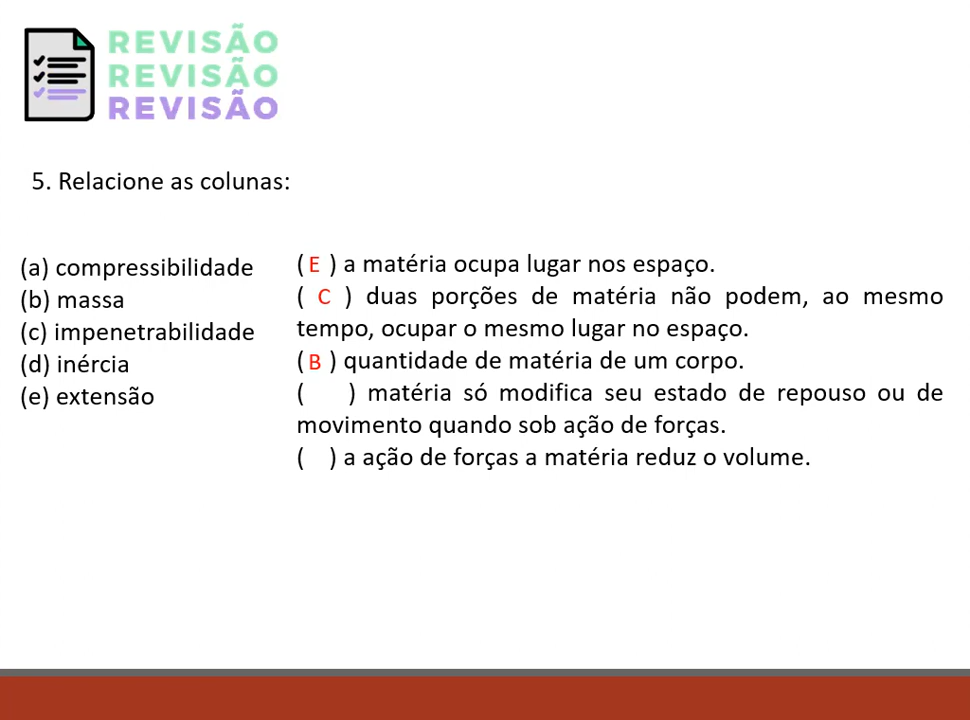 REVISÃO
REVISÃO
REVISÃO
5. Relacione as colunas:
(a) compressibilidade
(b) massa
(c) impenetrabilidade
(d) inércia
(e) extensão
( E ) a matéria ocupa lugar nos espaço.
( C ) duas porções de matéria não podem, ao mesmo
tempo, ocupar o mesmo lugar no espaço.
( B ) quantidade de matéria de um corpo.
( ) matéria só modifica seu estado de repouso ou de
movimento quando sob ação de forças.
( ) a ação de forças a matéria reduz o volume.